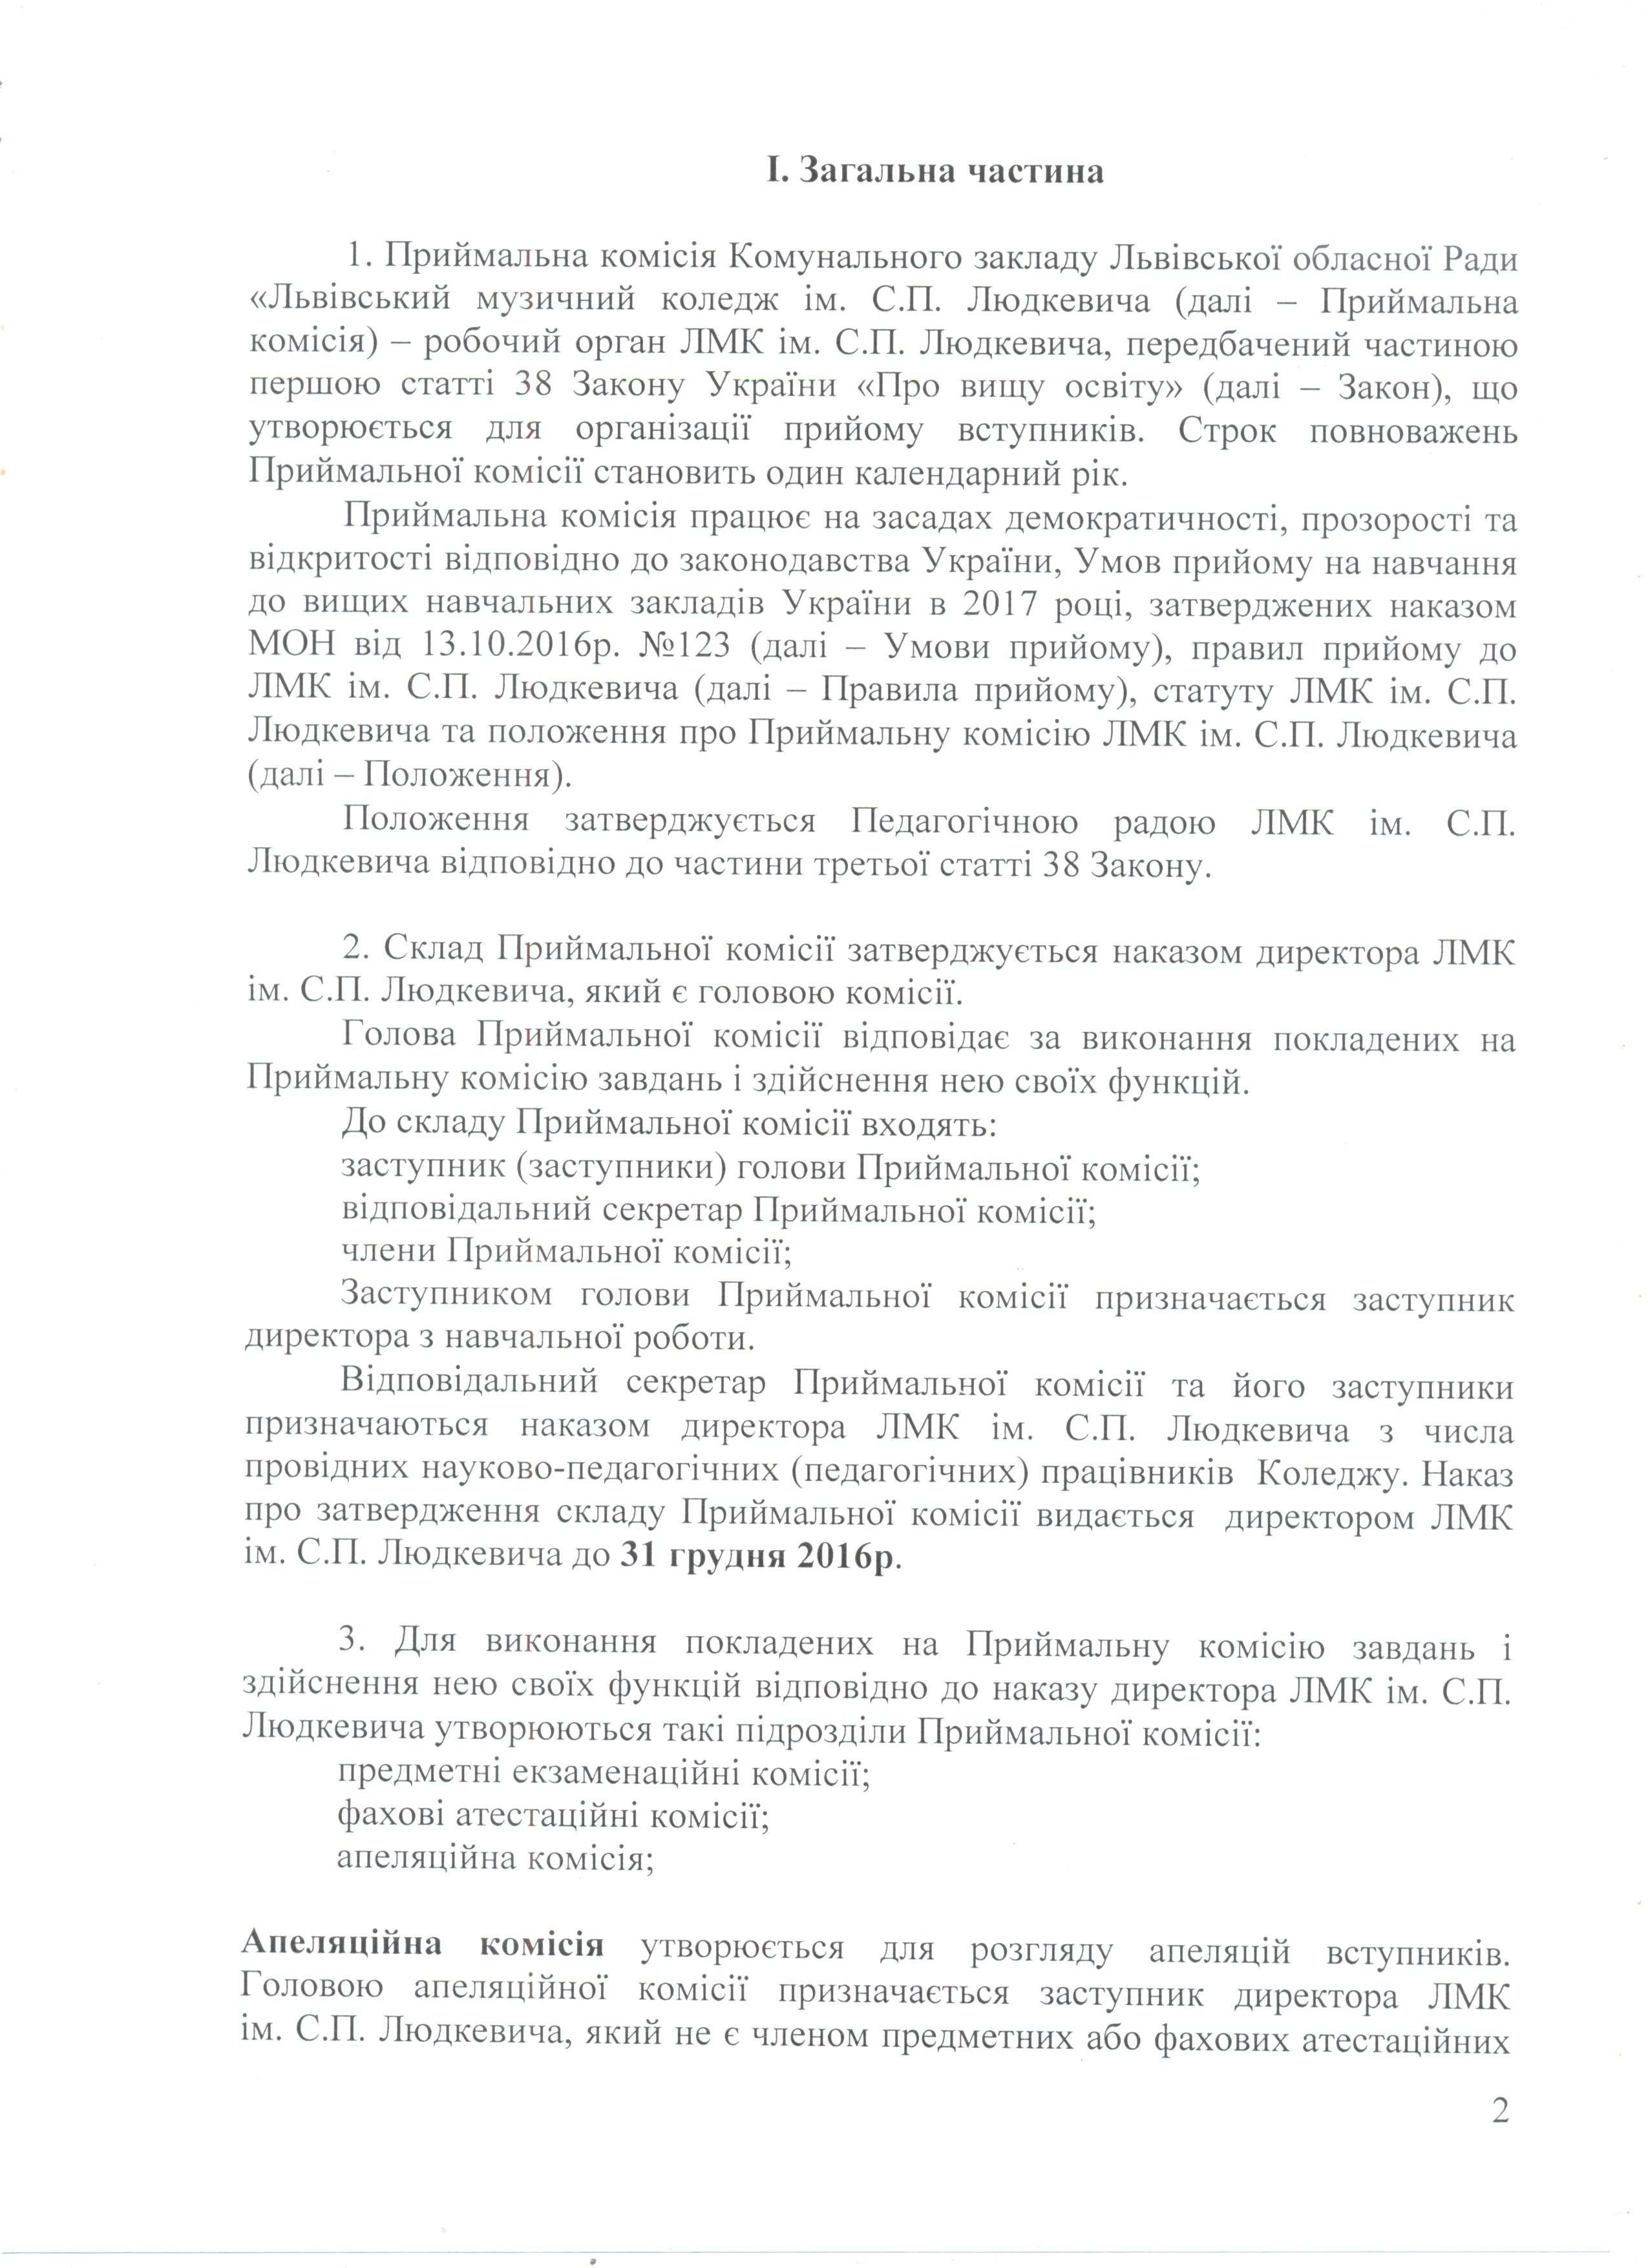 І. Загальна частина
1. Приймальна комісія Комунального закладу Львівської обласної Ради
«Львівський музичний коледж ім. С.П. Людкевича (далі – Приймальна
комісія) – робочий орган ЛМК ім. С.П. Людкевича, передбачений частиною
першою статті 38 Закону України «Про вищу освіту» (далі – Закон), що
утворюється для організації прийому вступників. Строк повноважень
Приймальної комісії становить один календарний рік.
Приймальна комісія працює на засадах демократичності, прозорості та
відкритості відповідно до законодавства України, Умов прийому на навчання
до вищих навчальних закладів України в 2017 році, затверджених наказом
МОН від 13.10.2016р. №123 (далі – Умови прийому), правил прийому до
ЛМК ім. С.П. Людкевича (далі – Правила прийому), статуту ЛМК ім. С.П.
Людкевича та положення про Приймальну комісію ЛМК ім. С.П. Людкевича
(далі – Положення).
Положення затверджується Педагогічною радою ЛМК ім. С.П.
Людкевича відповідно до частини третьої статті 38 Закону.
2. Склад Приймальної комісії затверджується наказом директора ЛМК
ім. С.П. Людкевича, який є головою комісії.
Голова Приймальної комісії відповідає за виконання покладених на
Приймальну комісію завдань і здійснення нею своїх функцій.
До складу Приймальної комісії входять:
заступник (заступники) голови Приймальної комісії;
відповідальний секретар Приймальної комісії;
члени Приймальної комісії;
Заступником голови Приймальної комісії призначається заступник
директора з навчальної роботи.
Відповідальний секретар Приймальної комісії та його заступники
призначаються наказом директора ЛМК ім. С.П. Людкевича з числа
провідних науково-педагогічних (педагогічних) працівників Коледжу. Наказ
про затвердження складу Приймальної комісії видається директором ЛМК
ім. С.П. Людкевича до 31 грудня 2016р.
3. Для виконання покладених на Приймальну комісію завдань і
здійснення нею своїх функцій відповідно до наказу директора ЛМК ім. С.П.
Людкевича утворюються такі підрозділи Приймальної комісії:
предметні екзаменаційні комісії;
фахові атестаційні комісії;
апеляційна комісія;
Апеляційна комісія утворюється для розгляду апеляцій вступників.
Головою апеляційної комісії призначається заступник директора ЛМК
ім. С.П. Людкевича, який не є членом предметних або фахових атестаційних
2